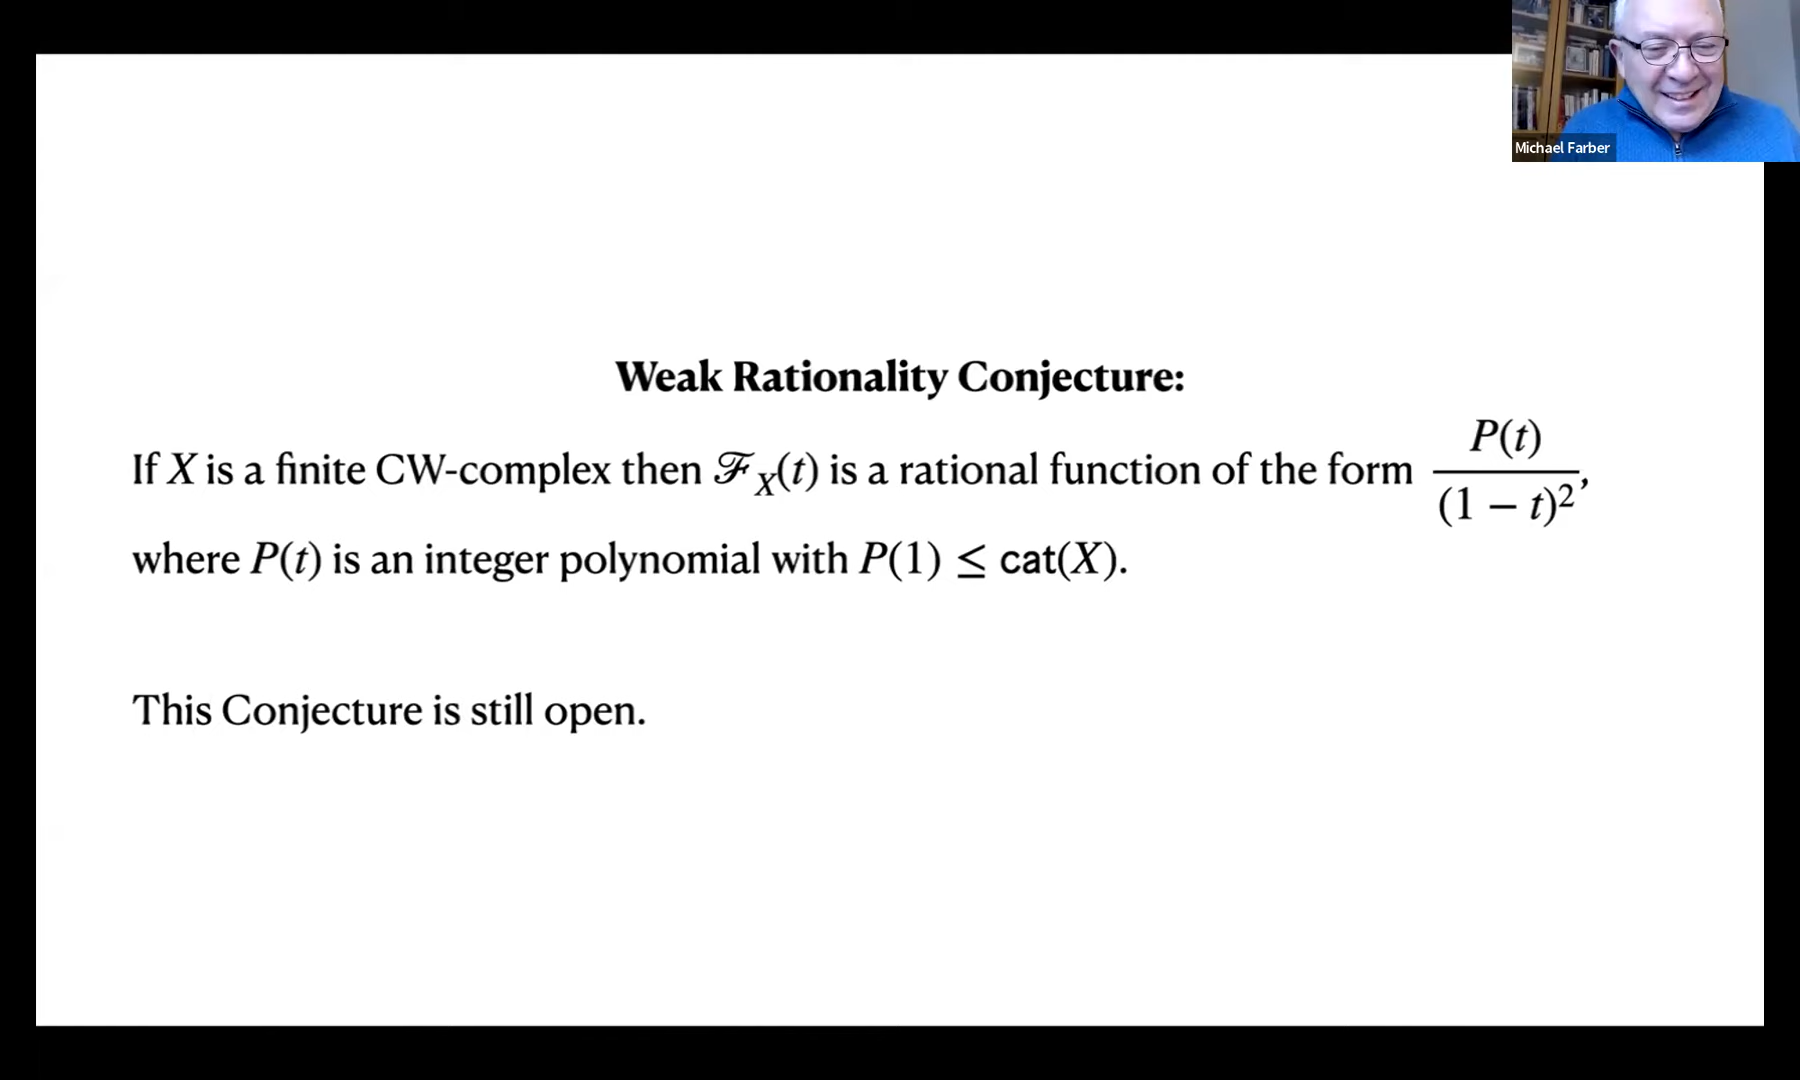 Michael Farber
Weak Rationality Conjecture:
If X is a finite CW-complex then ℱ_X(t) is a rational function of the form P(t)/(1 − t)²,
where P(t) is an integer polynomial with P(1) ≤ cat(X).
This Conjecture is still open.